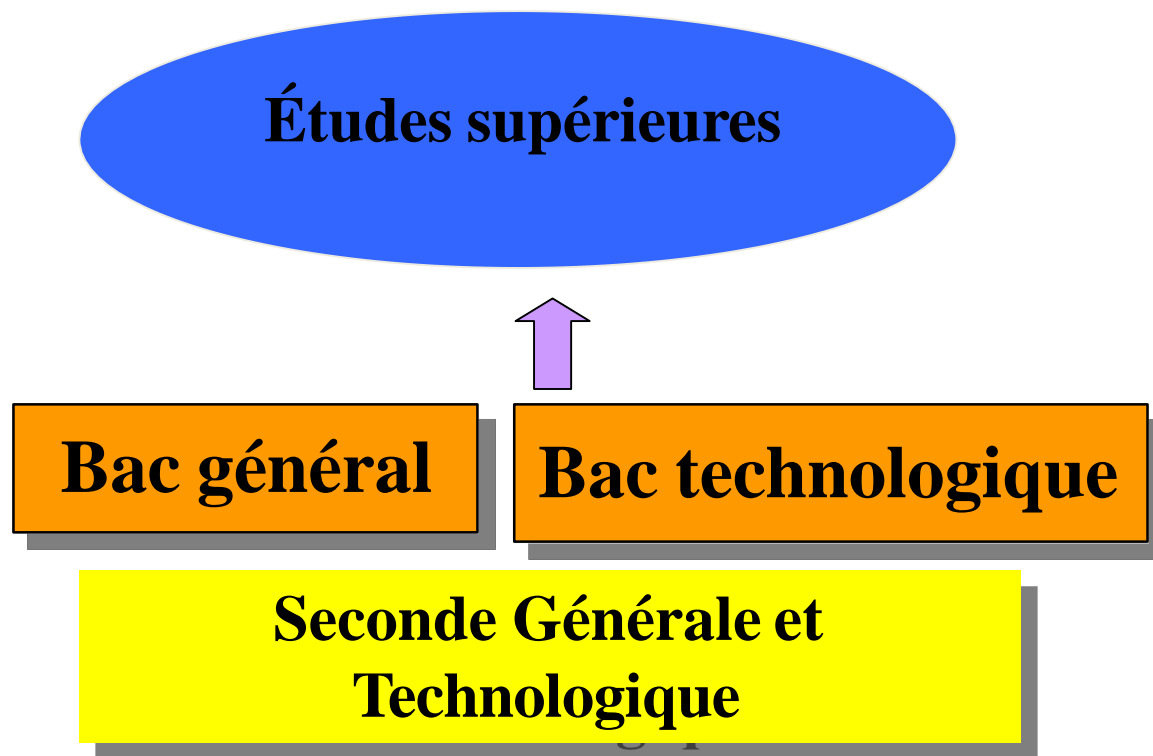 Études supérieures
Bac général
Bac technologique
Seconde Générale et
Technologique